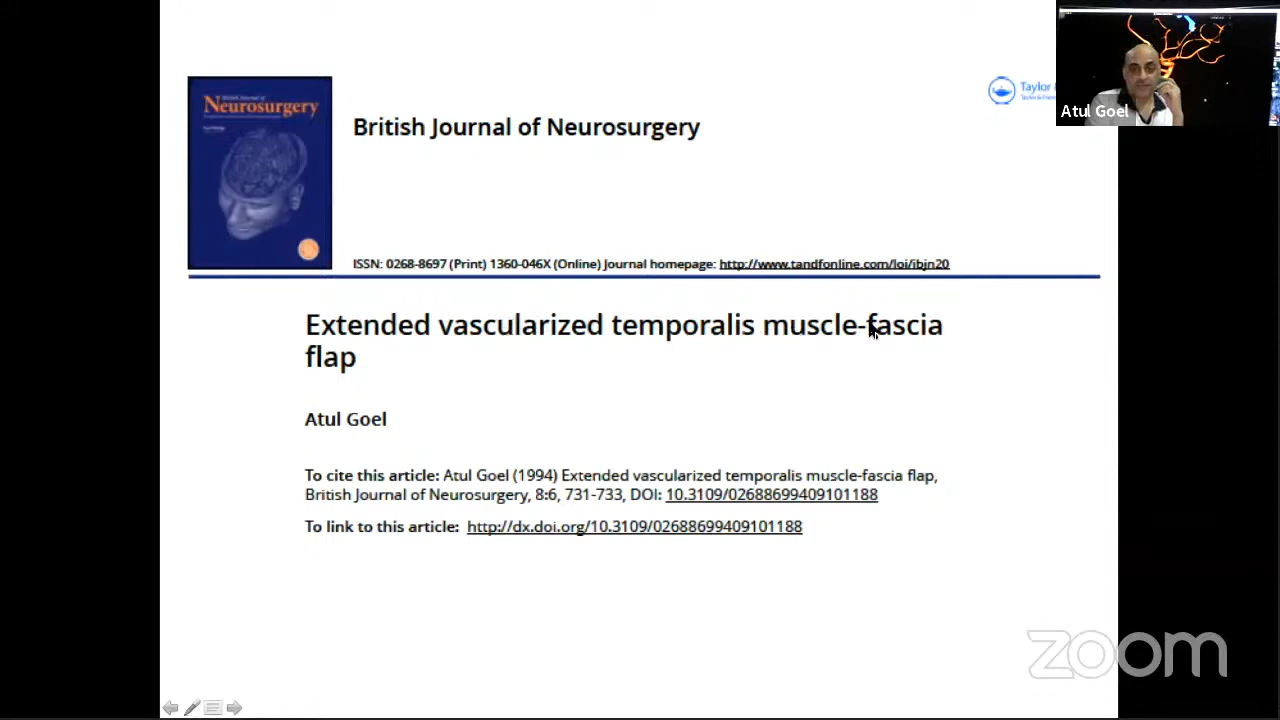 Neurosurgery
British Journal of Neurosurgery
Taylor
Atul Goel
ISSN: 0268-8697 (Print) 1360-046X (Online) Journal homepage: http://www.tandfonline.com/loi/ibjn20
Extended vascularized temporalis muscle-fascia
flap
Atul Goel
To cite this article: Atul Goel (1994) Extended vascularized temporalis muscle-fascia flap,
British Journal of Neurosurgery, 8:6, 731-733, DOI: 10.3109/02688699409101188
To link to this article: http://dx.doi.org/10.3109/02688699409101188
zoom